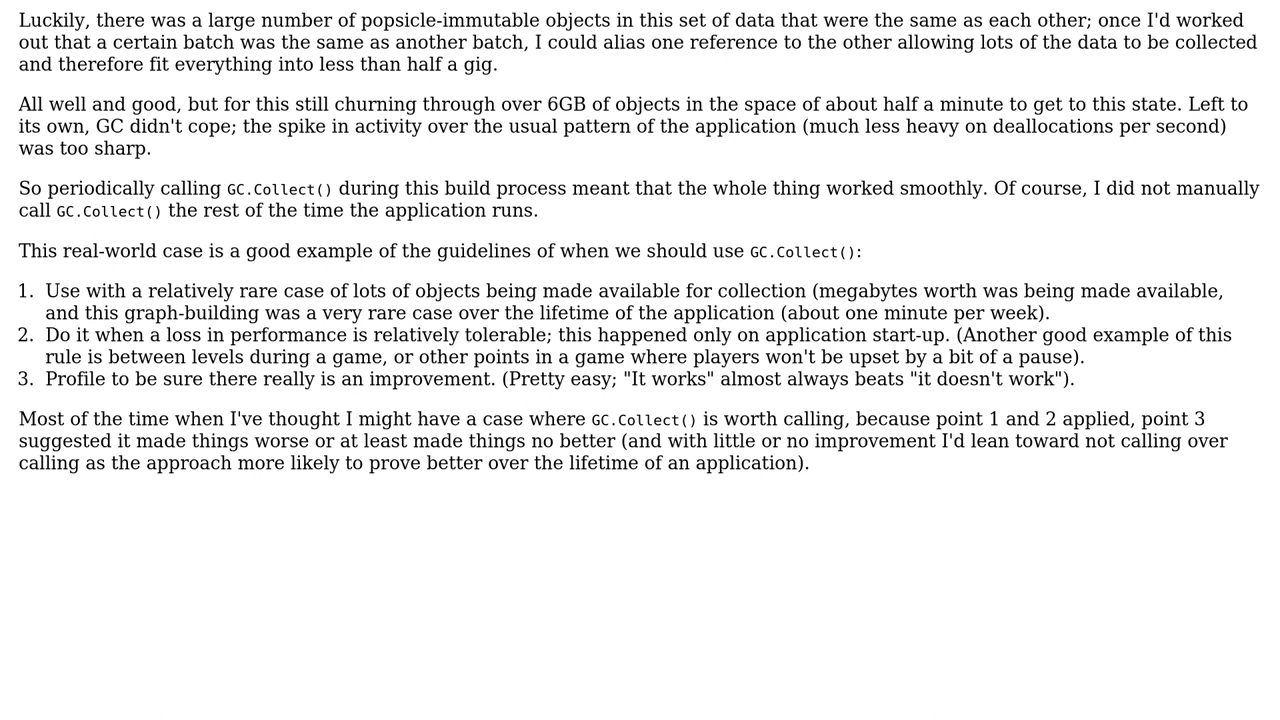 Luckily, there was a large number of popsicle-immutable objects in this set of data that were the same as each other; once I'd worked
out that a certain batch was the same as another batch, I could alias one reference to the other allowing lots of the data to be collected
and therefore fit everything into less than half a gig.
All well and good, but for this still churning through over 6GB of objects in the space of about half a minute to get to this state. Left to
its own, GC didn't cope; the spike in activity over the usual pattern of the application (much less heavy on deallocations per second)
was too sharp.
So periodically calling GC.Collect() during this build process meant that the whole thing worked smoothly. Of course, I did not manually
call GC.Collect() the rest of the time the application runs.
This real-world case is a good example of the guidelines of when we should use GC.Collect():
1. Use with a relatively rare case of lots of objects being made available for collection (megabytes worth was being made available,
and this graph-building was a very rare case over the lifetime of the application (about one minute per week).
2. Do it when a loss in performance is relatively tolerable; this happened only on application start-up. (Another good example of this
rule is between levels during a game, or other points in a game where players won't be upset by a bit of a pause).
3. Profile to be sure there really is an improvement. (Pretty easy; "It works" almost always beats "it doesn't work").
Most of the time when I've thought I might have a case where GC.Collect() is worth calling, because point 1 and 2 applied, point 3
suggested it made things worse or at least made things no better (and with little or no improvement I'd lean toward not calling over
calling as the approach more likely to prove better over the lifetime of an application).